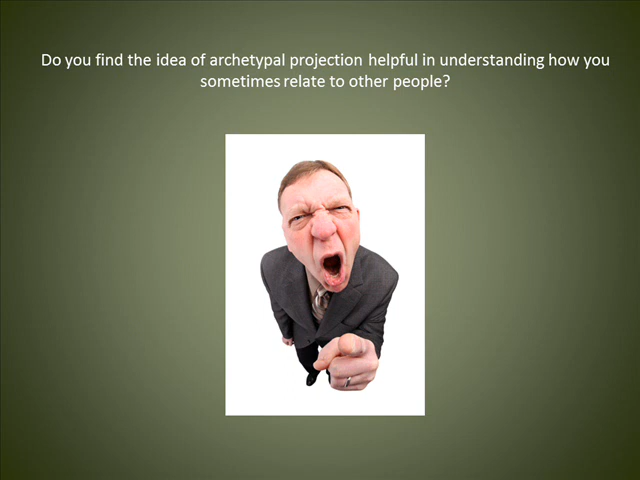 Do you find the idea of archetypal projection helpful in understanding how you
sometimes relate to other people?